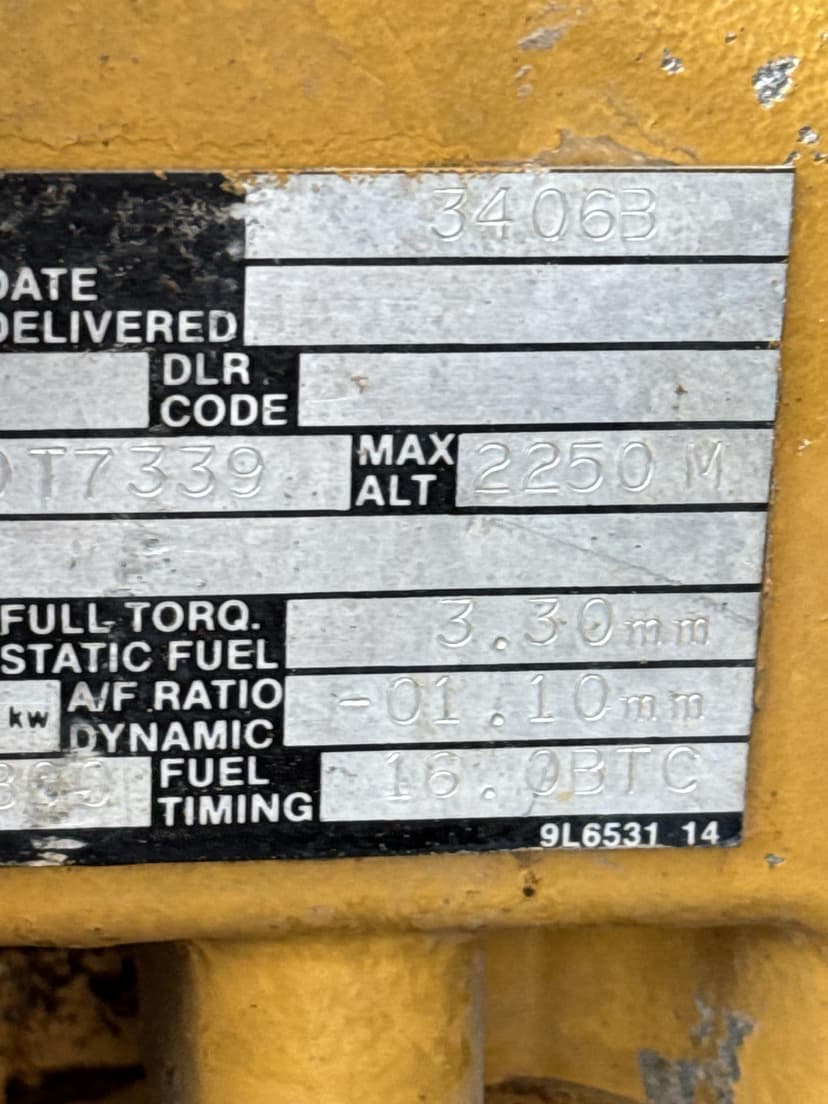 3406B
DATE
DELIVERED
DLR
CODE
0T7339 MAX
ALT 2250 M
FULL TORQ.
STATIC FUEL 3.30mm
kw A/F RATIO
DYNAMIC -01.10mm
FUEL
TIMING 16.0BTC
9L6531 14